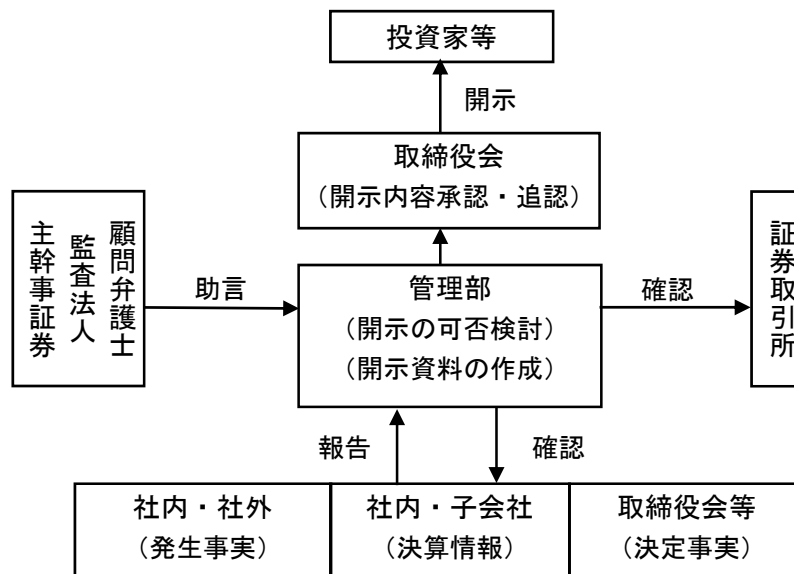 投資家等
開示
取締役会
（開示内容承認・追認）
顧問弁護士
監査法人
主幹事証券
助言
管理部
（開示の可否検討）
（開示資料の作成）
確認
証券取引所
報告
確認
社内・社外
（発生事実）
社内・子会社
（決算情報）
取締役会等
（決定事実）